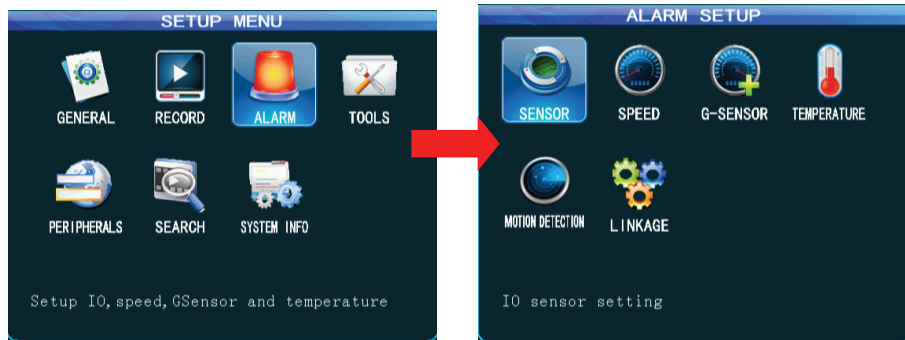 SETUP MENU
GENERAL RECORD ALARM TOOLS
PERIPHERALS SEARCH SYSTEM INFO
Setup IO,speed,GSensor and temperature
ALARM SETUP
SENSOR SPEED G-SENSOR TEMPERATURE
MOTION DETECTION LINKAGE
IO sensor setting